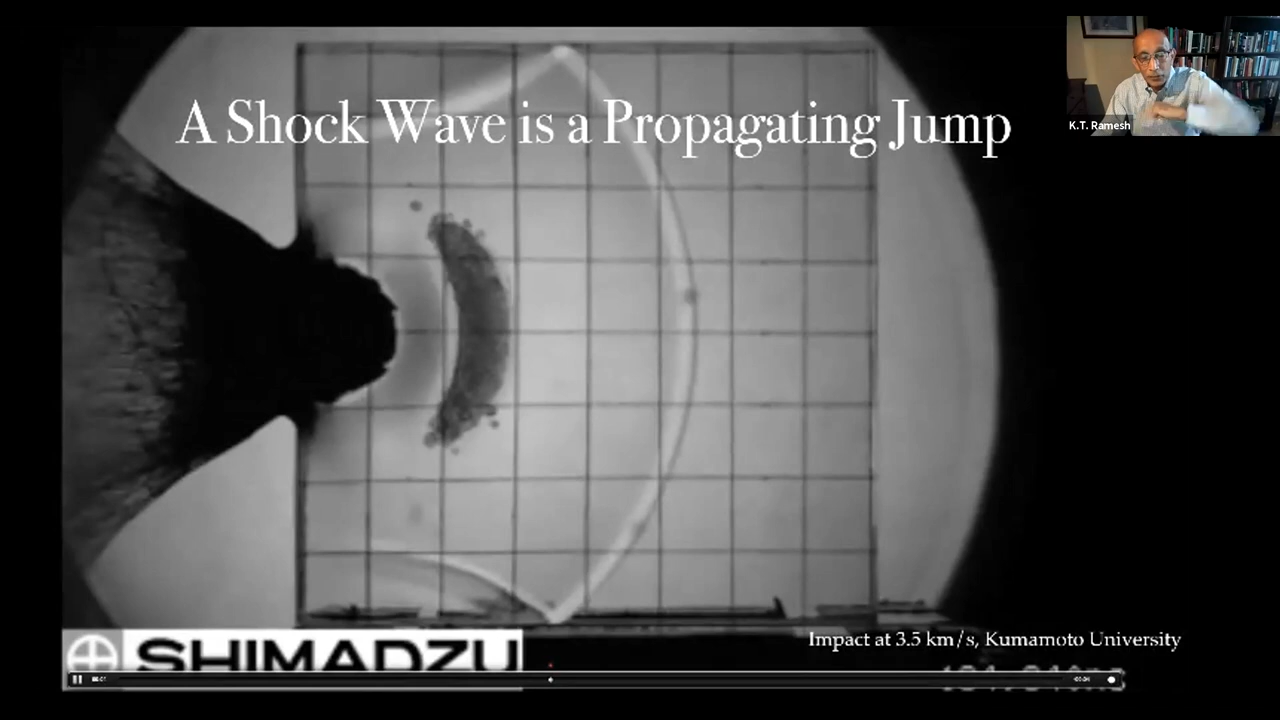 A Shock Wave is a Propagating Jump
K.T. Ramesh
Impact at 3.5 km/s, Kumamoto University
SHIMADZU